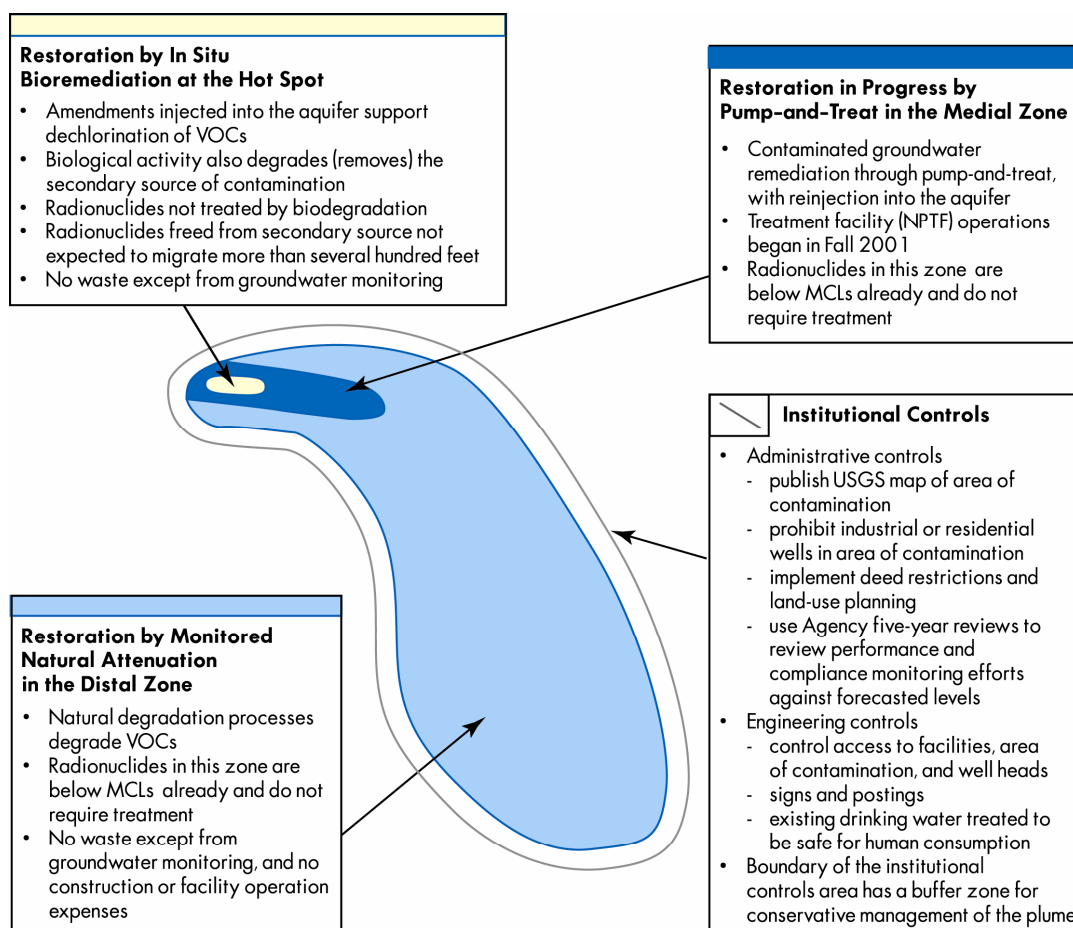 Restoration by In Situ
Bioremediation at the Hot Spot
• Amendments injected into the aquifer support
dechlorination of VOCs
• Biological activity also degrades (removes) the
secondary source of contamination
• Radionuclides not treated by biodegradation
• Radionuclides freed from secondary source not
expected to migrate more than several hundred feet
• No waste except from groundwater monitoring
Restoration in Progress by
Pump-and-Treat in the Medial Zone
• Contaminated groundwater
remediation through pump-and-treat,
with reinjection into the aquifer
• Treatment facility (NPTF) operations
began in Fall 2001
• Radionuclides in this zone are
below MCLs already and do not
require treatment
Institutional Controls
• Administrative controls
- publish USGS map of area of
contamination
- prohibit industrial or residential
wells in area of contamination
- implement deed restrictions and
land-use planning
- use Agency five-year reviews to
review performance and
compliance monitoring efforts
against forecasted levels
• Engineering controls
- control access to facilities, area
of contamination, and well heads
- signs and postings
- existing drinking water treated to
be safe for human consumption
• Boundary of the institutional
controls area has a buffer zone for
conservative management of the plume
Restoration by Monitored
Natural Attenuation
in the Distal Zone
• Natural degradation processes
degrade VOCs
• Radionuclides in this zone are
below MCLs already and do not
require treatment
• No waste except from
groundwater monitoring, and no
construction or facility operation
expenses